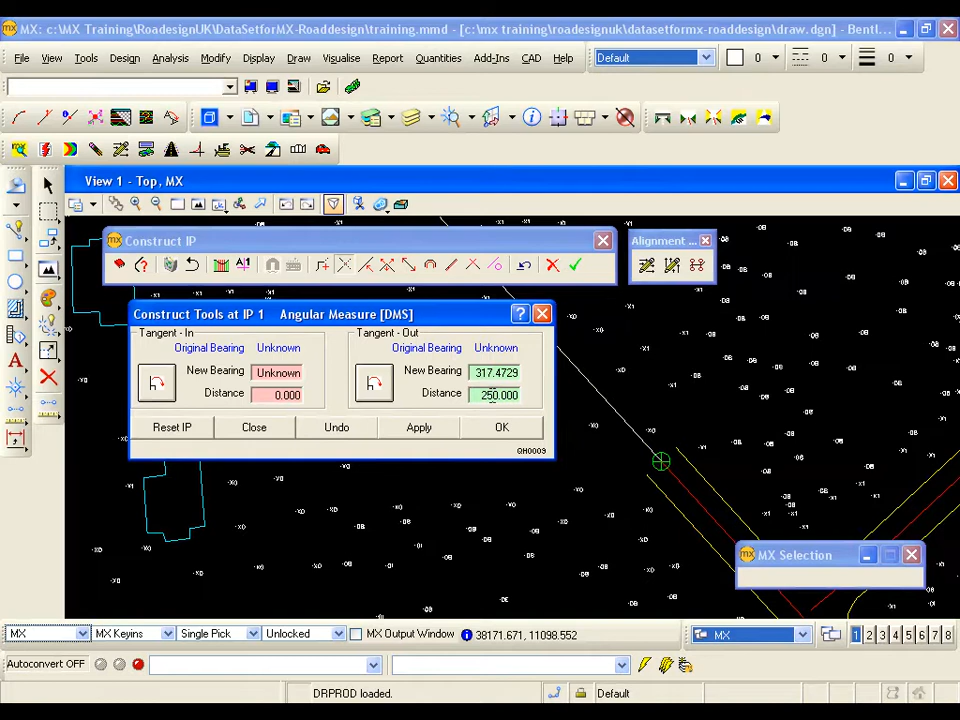 MX: c:\MX Training\RoadesignUK\DataSetforMX-Roaddesign\training.mmd - [c:\mx training\roadesignuk\datasetformx-roaddesign\draw.dgn] - Bentl...
File View Tools Design Analysis Modify Display Draw Visualise Report Quantities Add-Ins CAD Help Default 0 0 0
View 1 - Top, MX
Construct IP
Alignment ...
Construct Tools at IP 1 Angular Measure [DMS]
Tangent - In Tangent - Out
Original Bearing Unknown Original Bearing Unknown
New Bearing Unknown New Bearing 317.4729
Distance 0.000 Distance 250.000
Reset IP Close Undo Apply OK
QH0009
MX Selection
MX MX Keyins Single Pick Unlocked MX Output Window 38171.671, 11098.552 MX 1 2 3 4 5 6 7 8
Autoconvert OFF
DRPROD loaded. Default